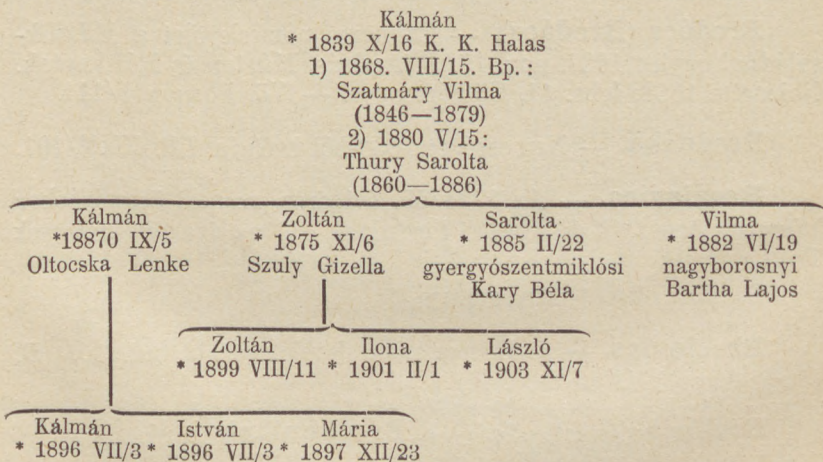 Kálmán
* 1839 X/16 K. K. Halas
1) 1868. VIII/15. Bp. :
Szatmáry Vilma
(1846—1879)
2) 1880 V/15:
Thury Sarolta
(1860—1886)
Kálmán Zoltán Sarolta Vilma
*18870 IX/5 * 1875 XI/6 * 1885 II/22 * 1882 VI/19
Oltocska Lenke Szuly Gizella gyergyószentmiklósi nagyborosnyi
Kary Béla Bartha Lajos
Zoltán Ilona László
* 1899 VIII/11 * 1901 II/1 * 1903 XI/7
Kálmán István Mária
* 1896 VII/3 * 1896 VII/3 * 1897 XII/23